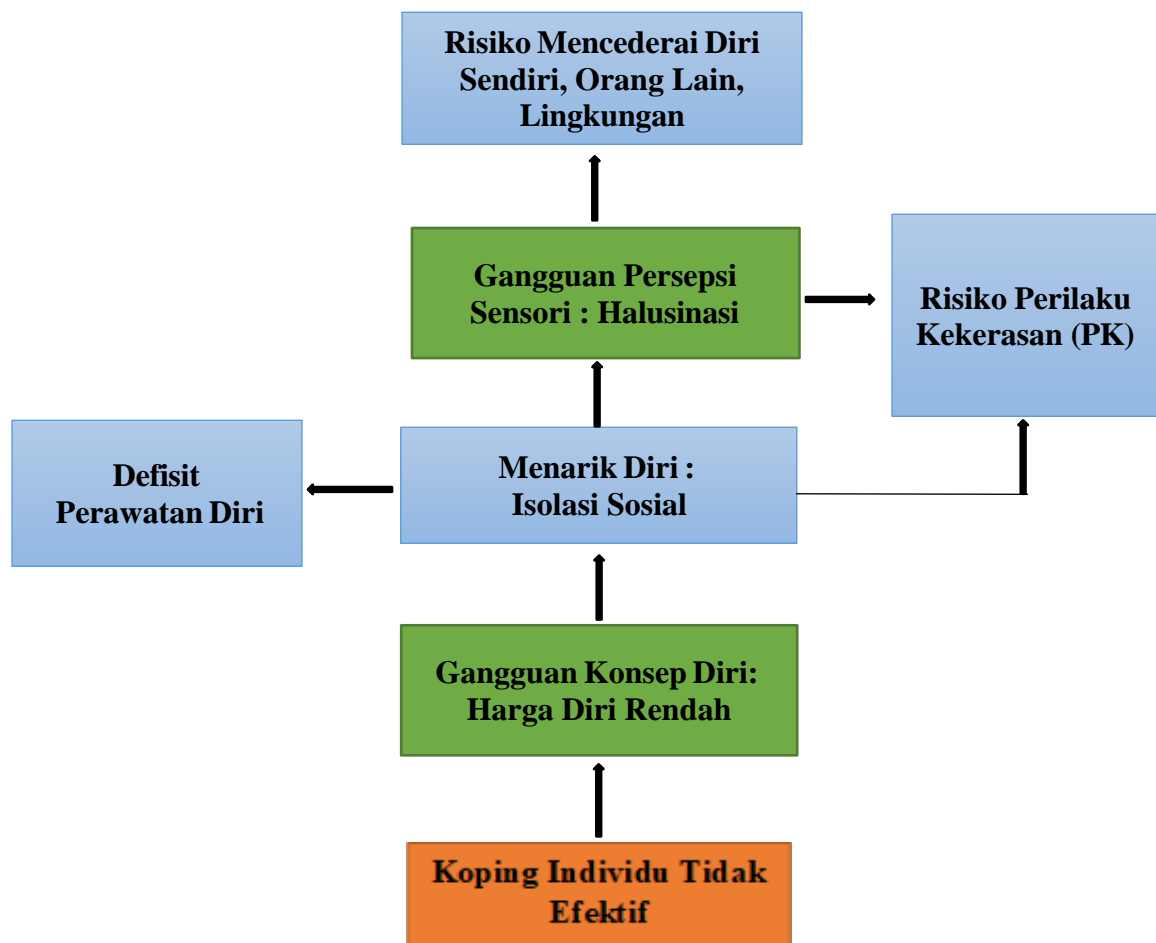 Risiko Mencederai Diri
Sendiri, Orang Lain,
Lingkungan
Gangguan Persepsi
Sensori : Halusinasi
Risiko Perilaku
Kekerasan (PK)
Defisit
Perawatan Diri
Menarik Diri :
Isolasi Sosial
Gangguan Konsep Diri:
Harga Diri Rendah
Koping Individu Tidak
Efektif